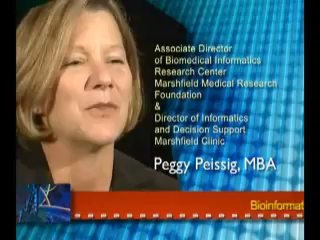 Associate Director
of Biomedical Informatics
Research Center
Marshfield Medical Research
Foundation
&
Director of Informatics
and Decision Support
Marshfield Clinic
Peggy Peissig, MBA
Bioinformat